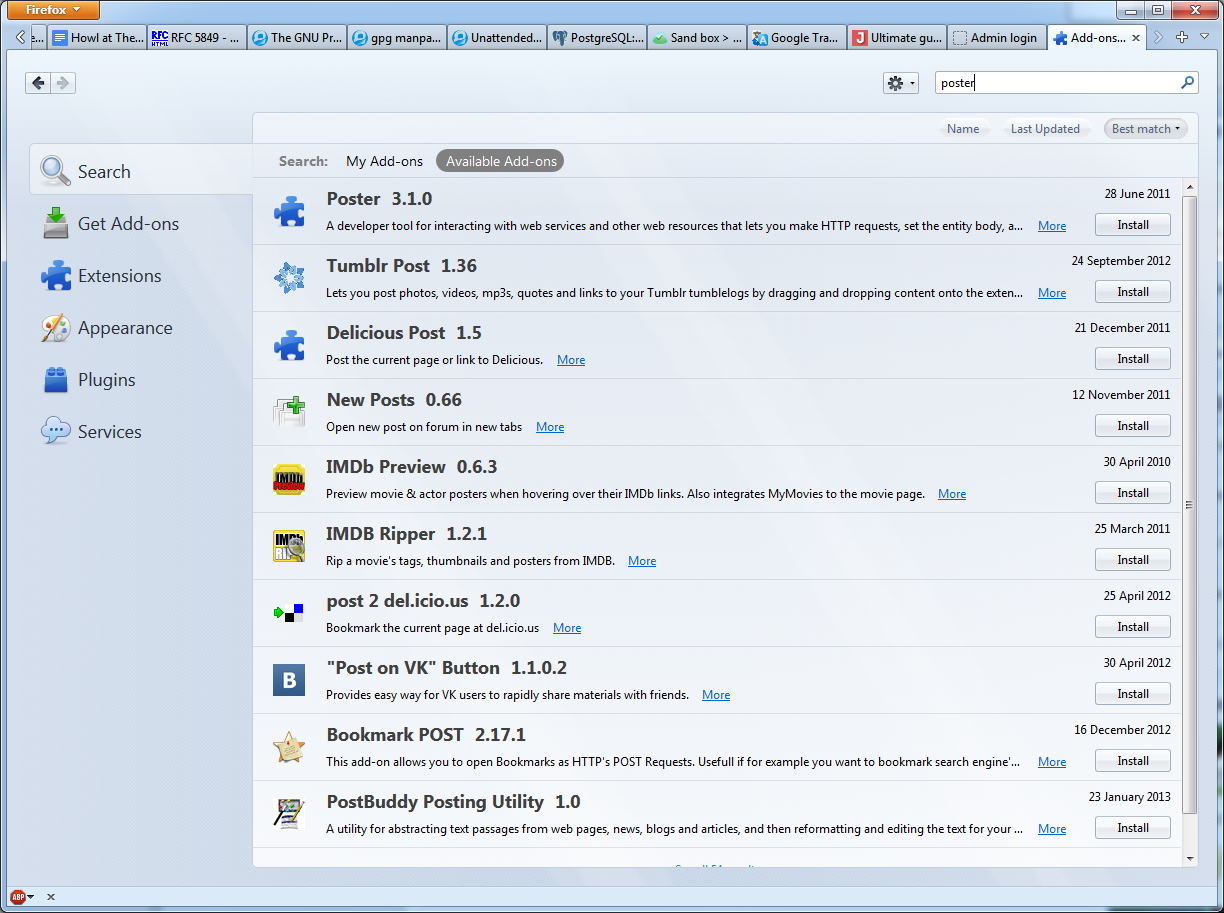 Firefox
e...
Howl at The...
RFC HTML RFC 5849 - ...
The GNU Pr...
gpg manpa...
Unattended...
PostgreSQL:...
Sand box > ...
Google Tra...
J Ultimate gu...
Admin login
Add-ons...
poster
Name
Last Updated
Best match
Search
Get Add-ons
Extensions
Appearance
Plugins
Services
Search: My Add-ons Available Add-ons
Poster 3.1.0
28 June 2011
A developer tool for interacting with web services and other web resources that lets you make HTTP requests, set the entity body, a... More
Install
Tumblr Post 1.36
24 September 2012
Lets you post photos, videos, mp3s, quotes and links to your Tumblr tumblelogs by dragging and dropping content onto the exten... More
Install
Delicious Post 1.5
21 December 2011
Post the current page or link to Delicious. More
Install
New Posts 0.66
12 November 2011
Open new post on forum in new tabs More
Install
IMDb Preview 0.6.3
30 April 2010
Preview movie & actor posters when hovering over their IMDb links. Also integrates MyMovies to the movie page. More
Install
IMDB Ripper 1.2.1
25 March 2011
Rip a movie's tags, thumbnails and posters from IMDB. More
Install
post 2 del.icio.us 1.2.0
25 April 2012
Bookmark the current page at del.icio.us More
Install
B
"Post on VK" Button 1.1.0.2
30 April 2012
Provides easy way for VK users to rapidly share materials with friends. More
Install
Bookmark POST 2.17.1
16 December 2012
This add-on allows you to open Bookmarks as HTTP's POST Requests. Usefull if for example you want to bookmark search engine'... More
Install
PostBuddy Posting Utility 1.0
23 January 2013
A utility for abstracting text passages from web pages, news, blogs and articles, and then reformatting and editing the text for your ... More
Install
ABP